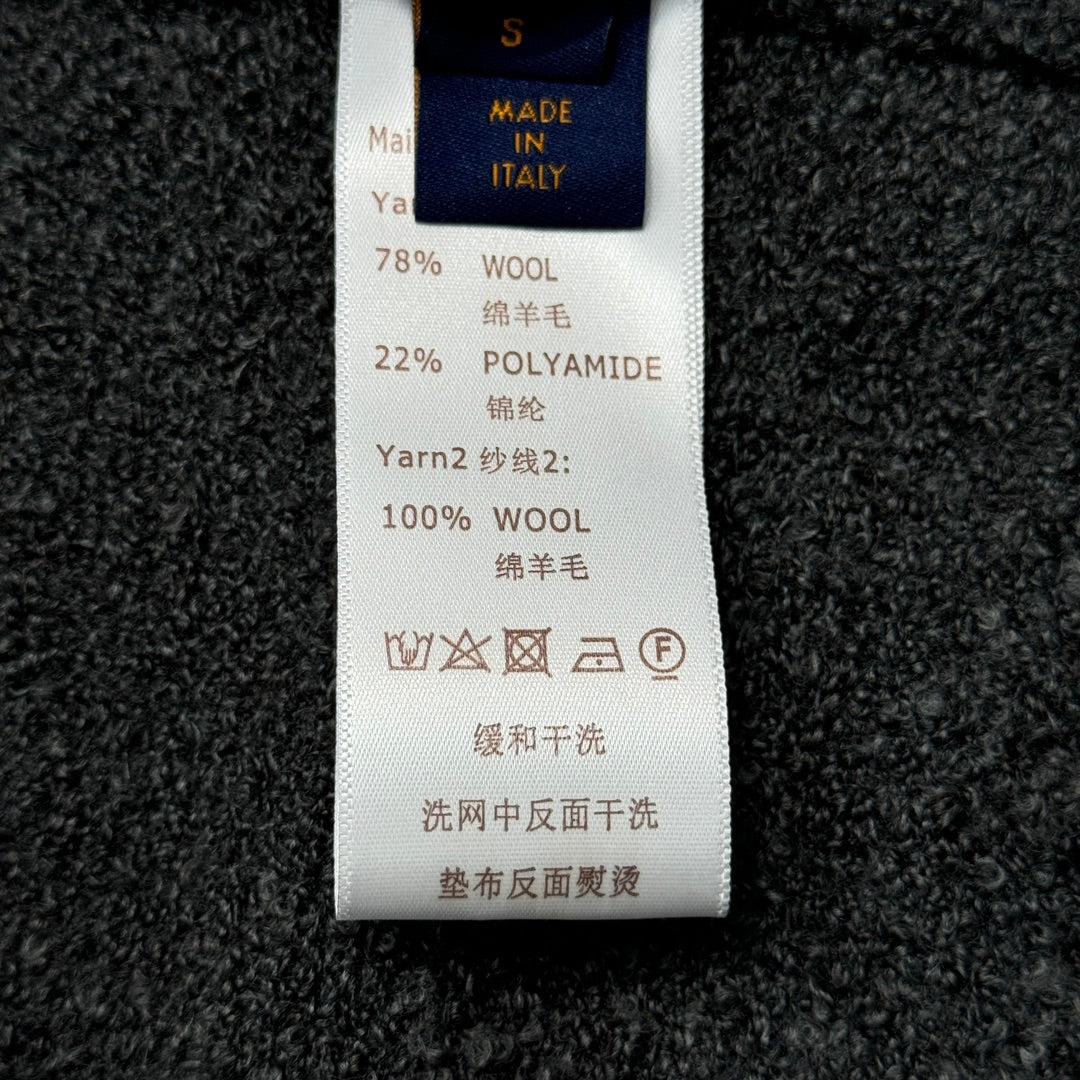 S
MADE
IN
ITALY
78% WOOL
绵羊毛
22% POLYAMIDE
锦纶
Yarn2 纱线2:
100% WOOL
绵羊毛
F
缓和干洗
洗网中反面干洗
垫布反面熨烫